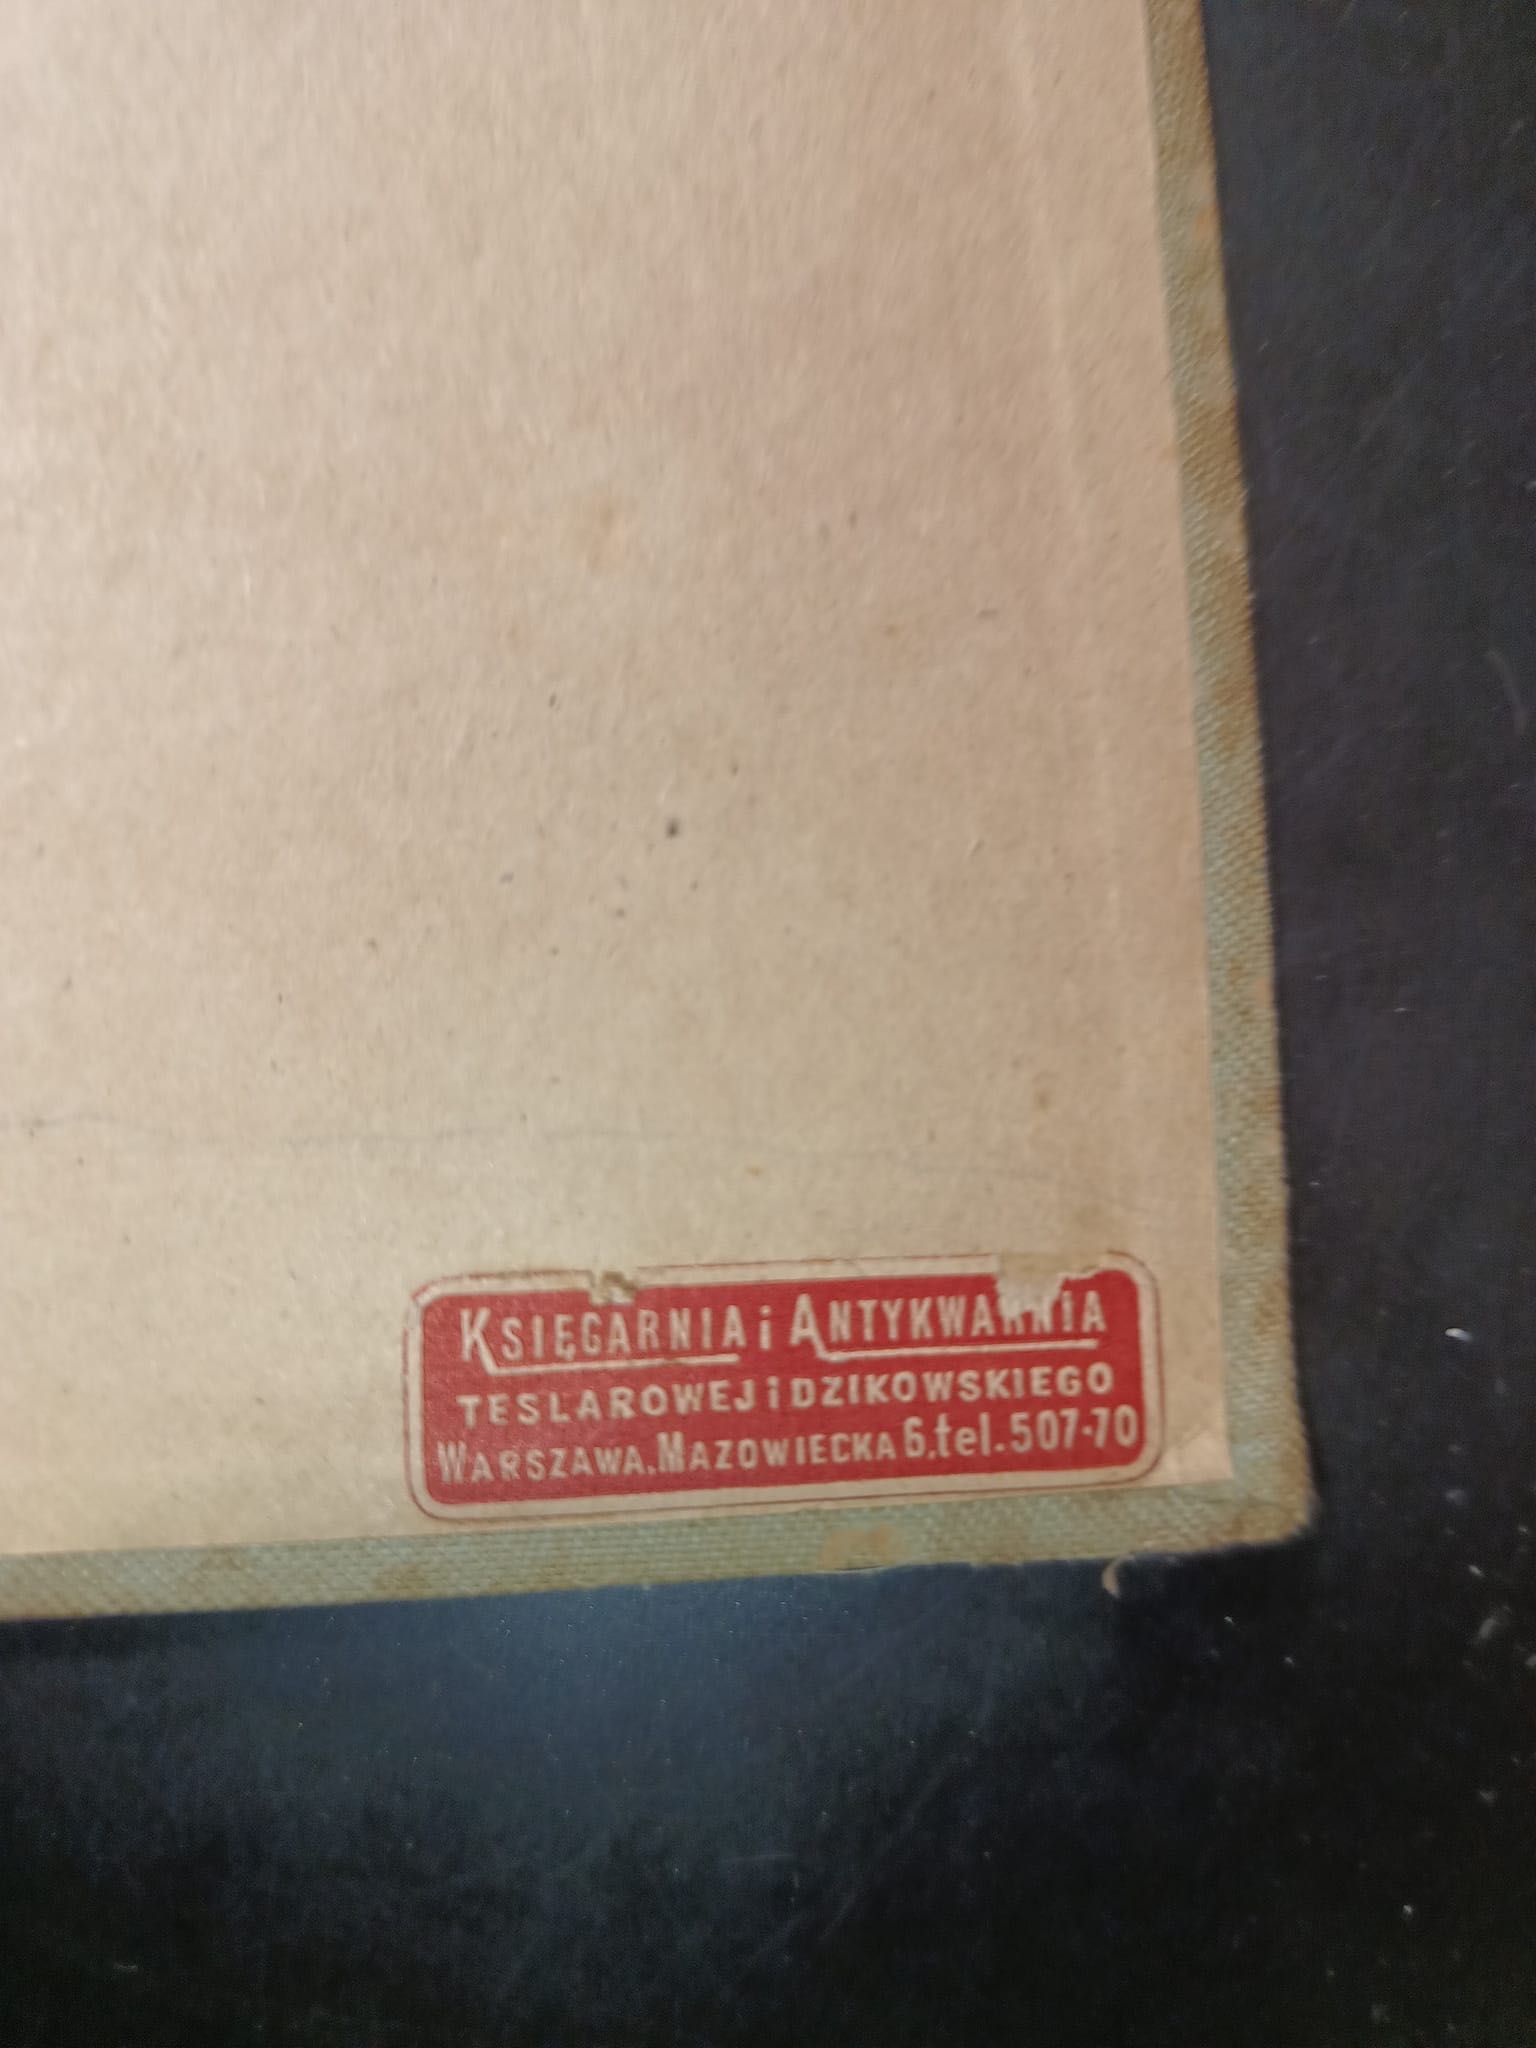 KSIĘGARNIA i ANTYKWARNIA
TESLAROWEJ i DZIKOWSKIEGO
WARSZAWA, MAZOWIECKA 6, tel. 507-70